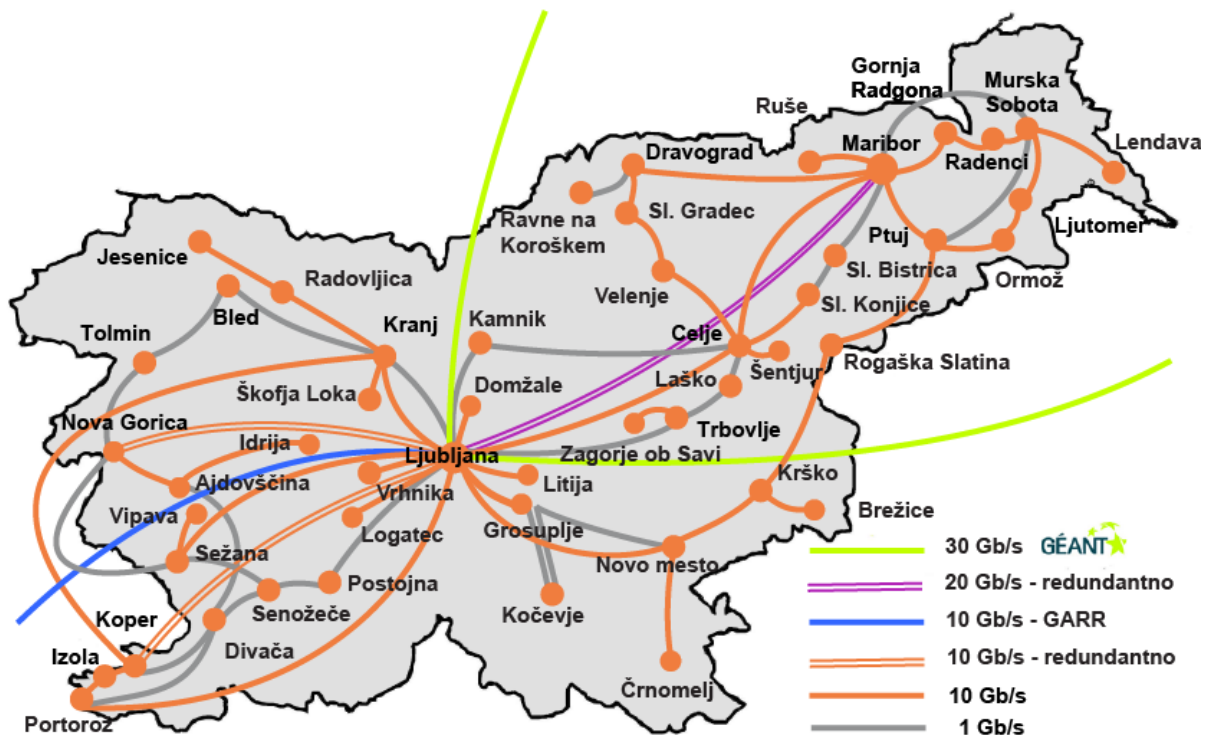 Gornja
Radgona
Murska
Sobota
Ruše
Maribor
Lendava
Dravograd
Radenci
Ravne na
Koroškem
Sl. Gradec
Ptuj
Ljutomer
Jesenice
Sl. Bistrica
Radovljica
Ormož
Velenje
Sl. Konjice
Bled
Kamnik
Tolmin
Kranj
Celje
Rogaška Slatina
Šentjur
Laško
Domžale
Škofja Loka
Nova Gorica
Trbovlje
Idrija
Ljubljana
Zagorje ob Savi
Krško
Ajdovščina
Vrhnika
Litija
Vipava
Brežice
Logatec
Grosuplje
Sežana
Novo mesto
Postojna
Senožeče
Kočevje
Koper
Divača
Izola
Črnomelj
Portorož
30 Gb/s GÉANT
20 Gb/s - redundantno
10 Gb/s - GARR
10 Gb/s - redundantno
10 Gb/s
1 Gb/s